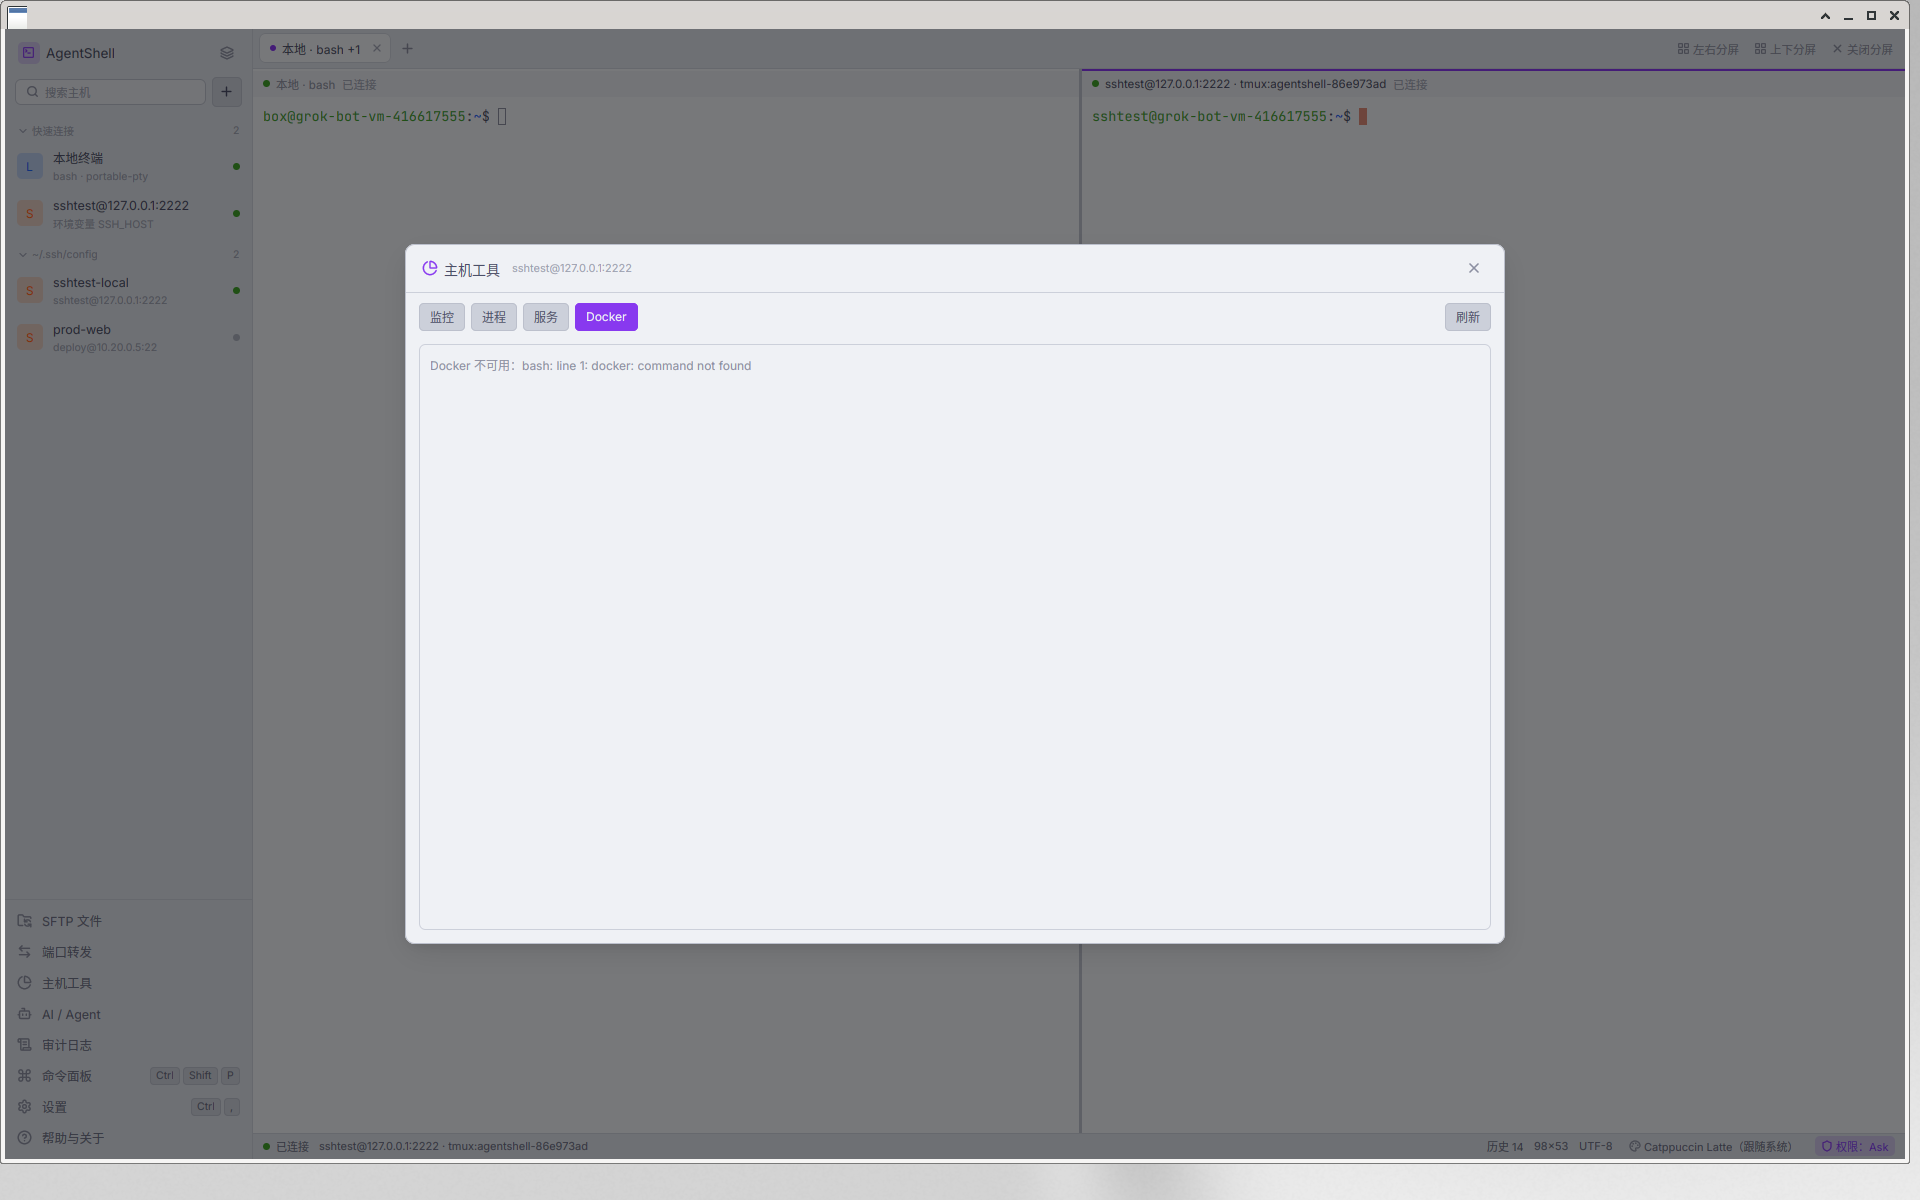 AgentShell
搜索主机
快速连接 2
L 本地终端
bash · portable-pty
S sshtest@127.0.0.1:2222
环境变量 SSH_HOST
~/.ssh/config 2
S sshtest-local
sshtest@127.0.0.1:2222
S prod-web
deploy@10.20.0.5:22
SFTP 文件
端口转发
主机工具
AI / Agent
审计日志
命令面板 Ctrl Shift P
设置 Ctrl ,
帮助与关于
本地 · bash +1
左右分屏 上下分屏 关闭分屏
本地 · bash 已连接
box@grok-bot-vm-416617555:~$
sshtest@127.0.0.1:2222 · tmux:agentshell-86e973ad 已连接
sshtest@grok-bot-vm-416617555:~$
主机工具 sshtest@127.0.0.1:2222
监控 进程 服务 Docker 刷新
Docker 不可用：bash: line 1: docker: command not found
已连接 sshtest@127.0.0.1:2222 · tmux:agentshell-86e973ad
历史 14 98×53 UTF-8 Catppuccin Latte（跟随系统） 权限：Ask